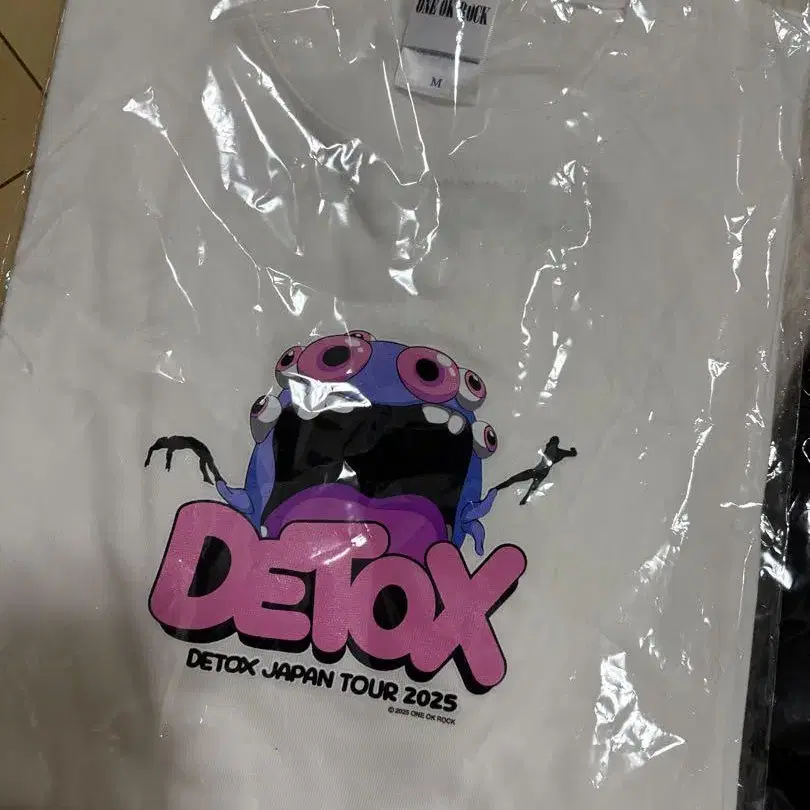 ONE OK ROCK
M
DETOX
DETOX JAPAN TOUR 2025
© 2025 ONE OK ROCK